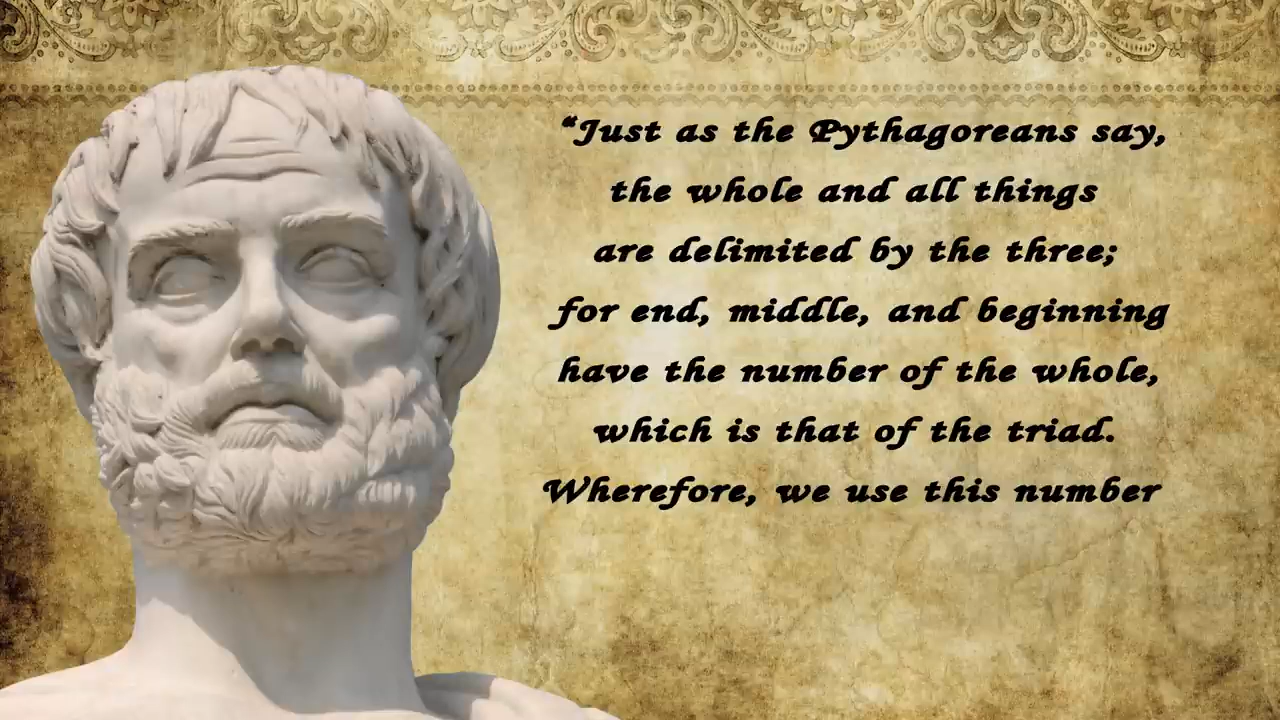 “Just as the Pythagoreans say,
the whole and all things
are delimited by the three;
for end, middle, and beginning
have the number of the whole,
which is that of the triad.
Wherefore, we use this number